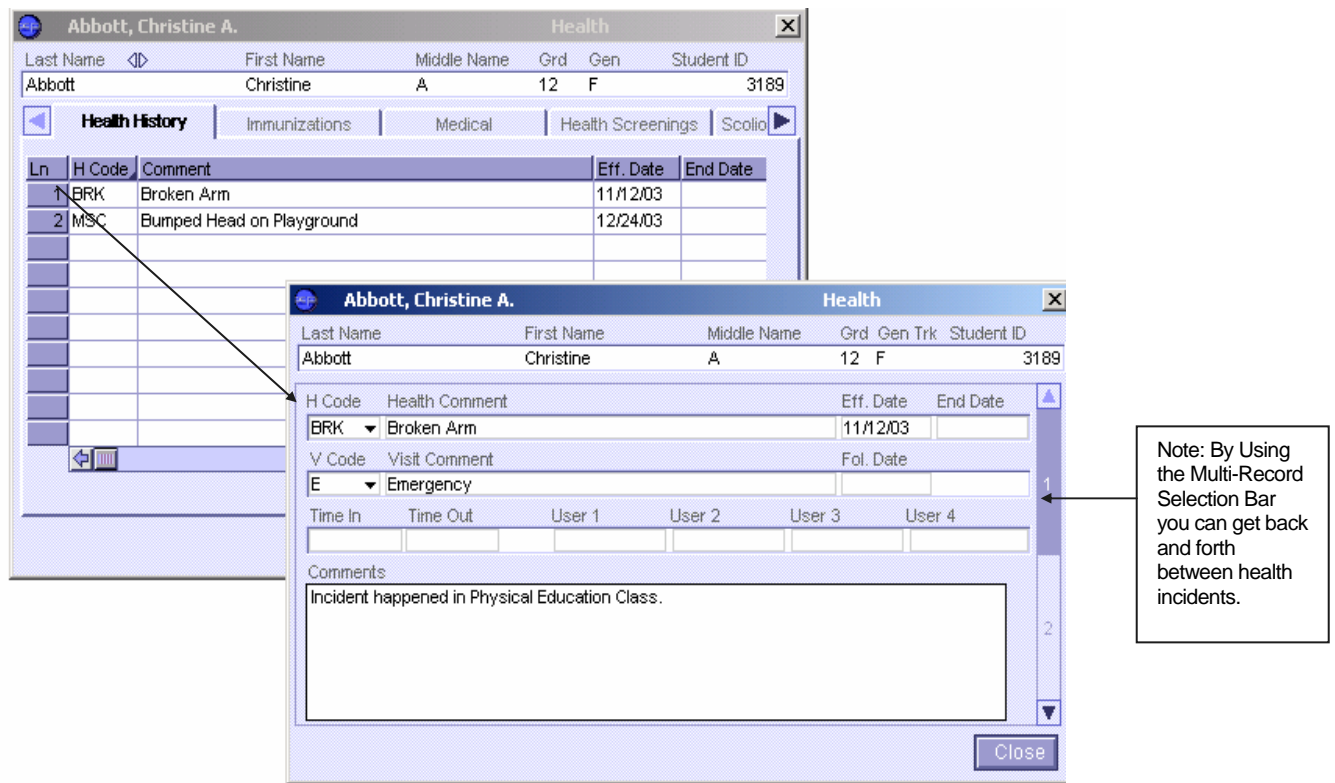 Abbott, Christine A. Health
Last Name First Name Middle Name Grd Gen Student ID
Abbott Christine A 12 F 3189
Health History Immunizations Medical Health Screenings Scolio
Ln H Code Comment Eff. Date End Date
1 BRK Broken Arm 11/12/03
2 MSC Bumped Head on Playground 12/24/03
Abbott, Christine A. Health
Last Name First Name Middle Name Grd Gen Trk Student ID
Abbott Christine A 12 F 3189
H Code Health Comment Eff. Date End Date
BRK Broken Arm 11/12/03
V Code Visit Comment Fol. Date
E Emergency
1
Time In Time Out User 1 User 2 User 3 User 4
Comments
Incident happened in Physical Education Class.
2
Close
Note: By Using
the Multi-Record
Selection Bar
you can get back
and forth
between health
incidents.